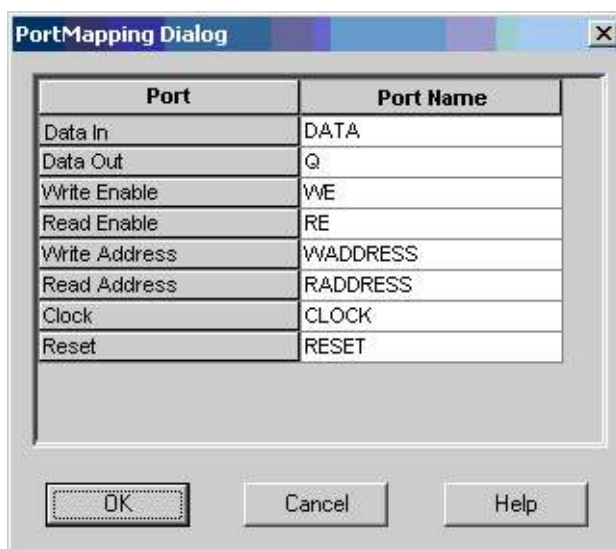 PortMapping Dialog
Port Port Name
Data In DATA
Data Out Q
Write Enable WE
Read Enable RE
Write Address WADDRESS
Read Address RADDRESS
Clock CLOCK
Reset RESET
OK Cancel Help